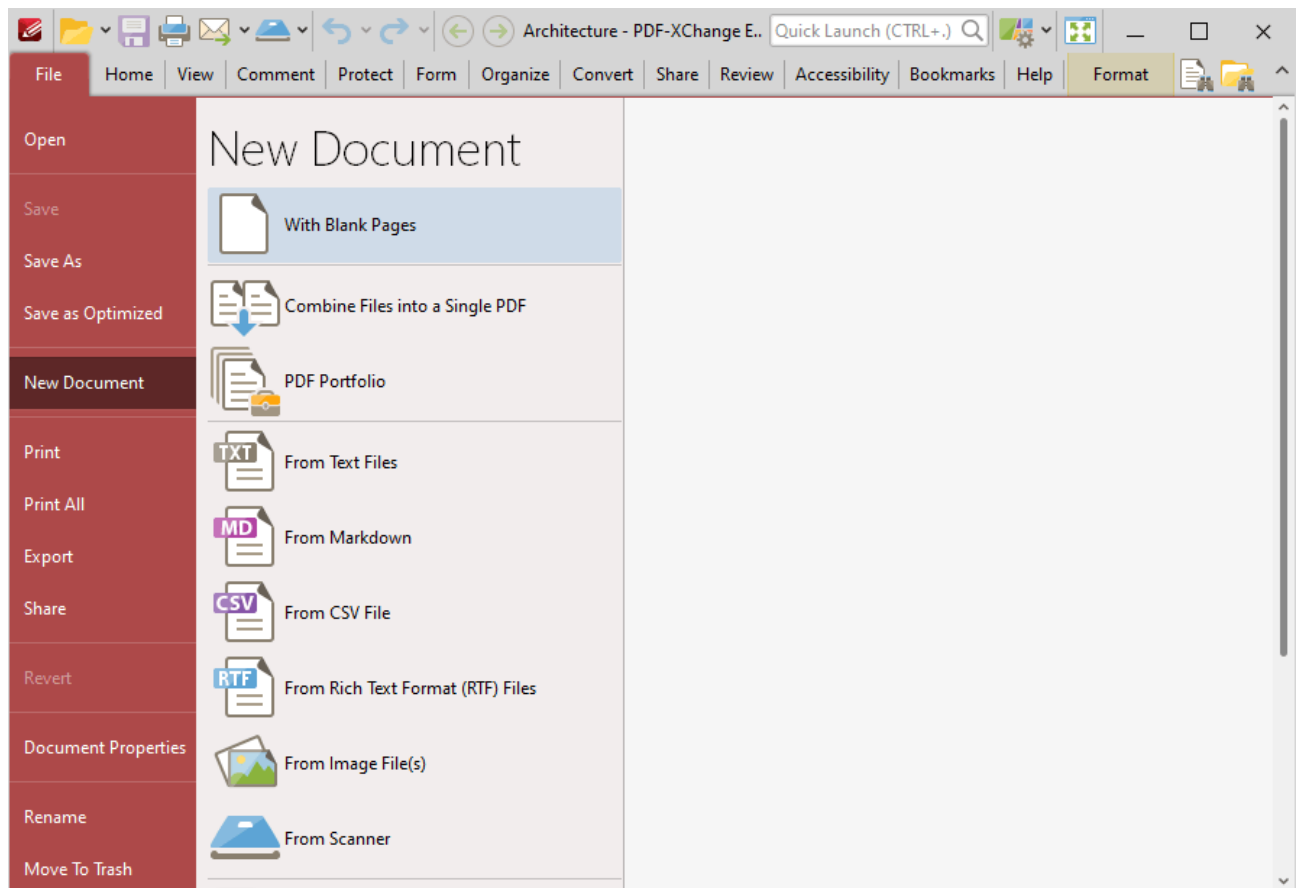 Architecture - PDF-XChange E..
Quick Launch (CTRL+.)
File Home View Comment Protect Form Organize Convert Share Review Accessibility Bookmarks Help Format
Open
Save
Save As
Save as Optimized
New Document
Print
Print All
Export
Share
Revert
Document Properties
Rename
Move To Trash
New Document
With Blank Pages
Combine Files into a Single PDF
PDF Portfolio
TXT From Text Files
MD From Markdown
CSV From CSV File
RTF From Rich Text Format (RTF) Files
From Image File(s)
From Scanner